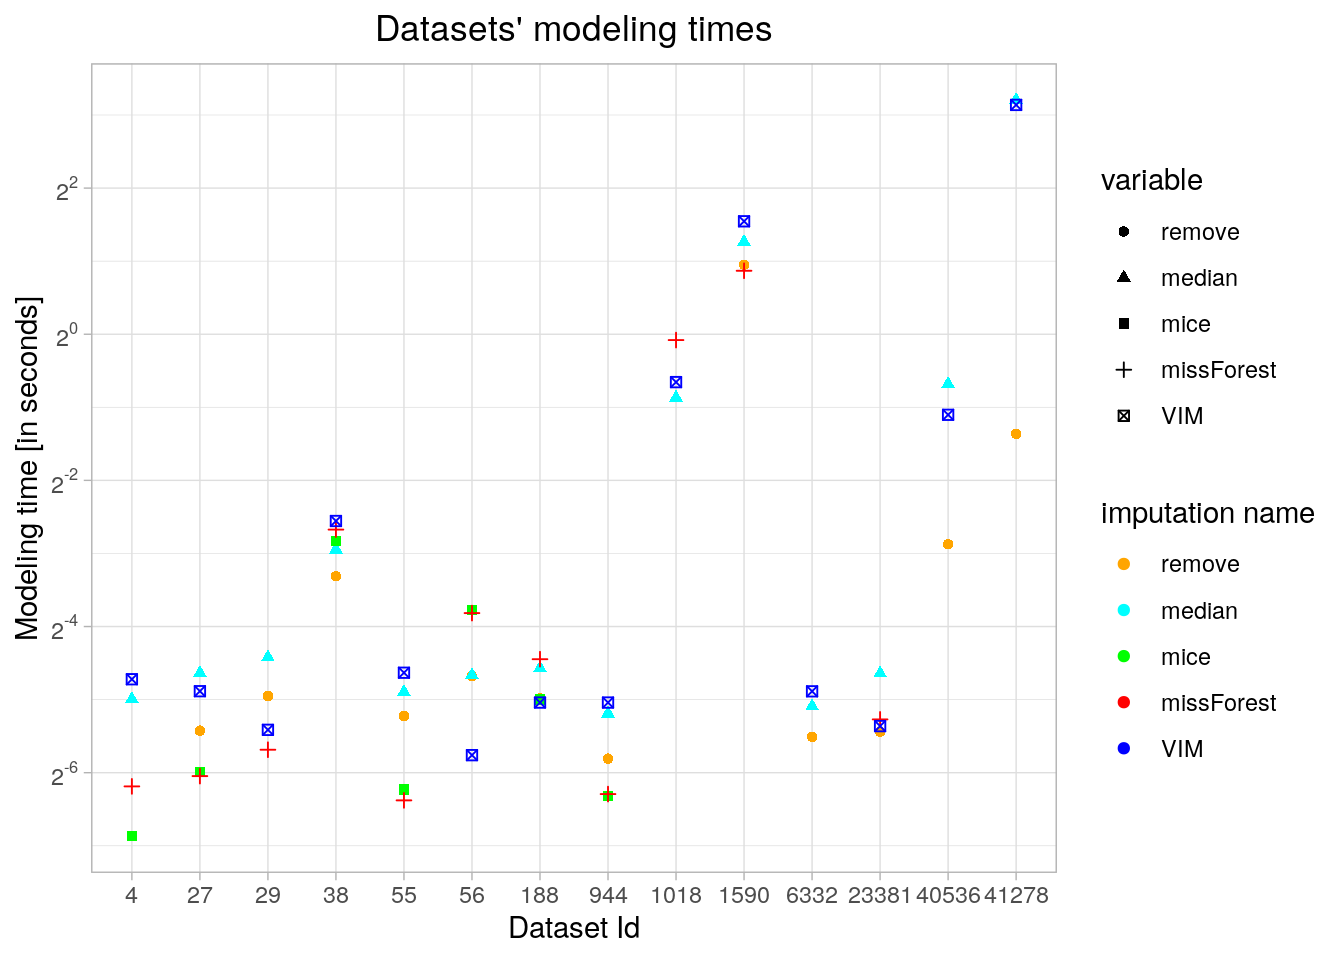 Datasets' modeling times
Modeling time [in seconds]
2^2
2^0
2^-2
2^-4
2^-6
4 27 29 38 55 56 188 944 1018 1590 6332 23381 40536 41278
Dataset Id
variable
remove
median
mice
missForest
VIM
imputation name
remove
median
mice
missForest
VIM